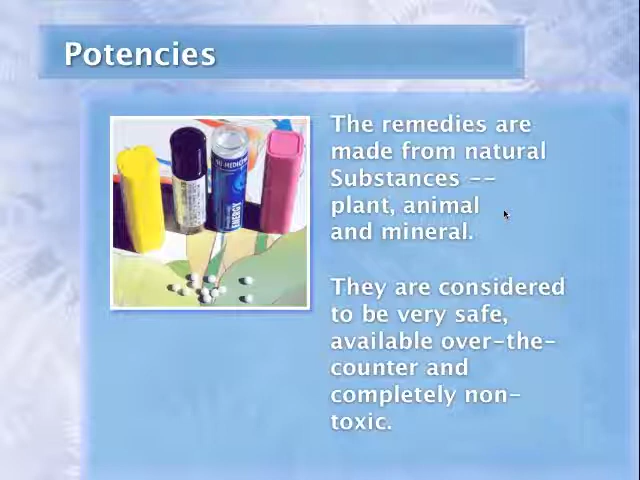 Potencies
The remedies are
made from natural
Substances --
plant, animal
and mineral.
They are considered
to be very safe,
available over-the-
counter and
completely non-
toxic.
ENERGY